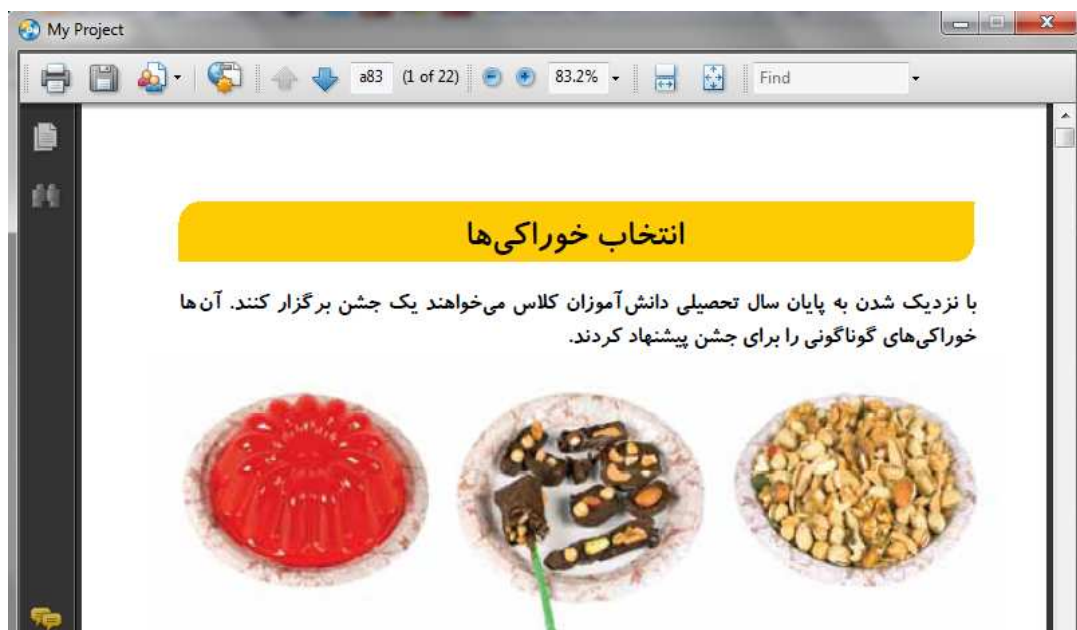 My Project
a83 (1 of 22) 83.2% Find
انتخاب خوراکی‌ها
با نزدیک شدن به پایان سال تحصیلی دانش‌آموزان کلاس می‌خواهند یک جشن برگزار کنند. آن‌ها
خوراکی‌های گوناگونی را برای جشن پیشنهاد کردند.